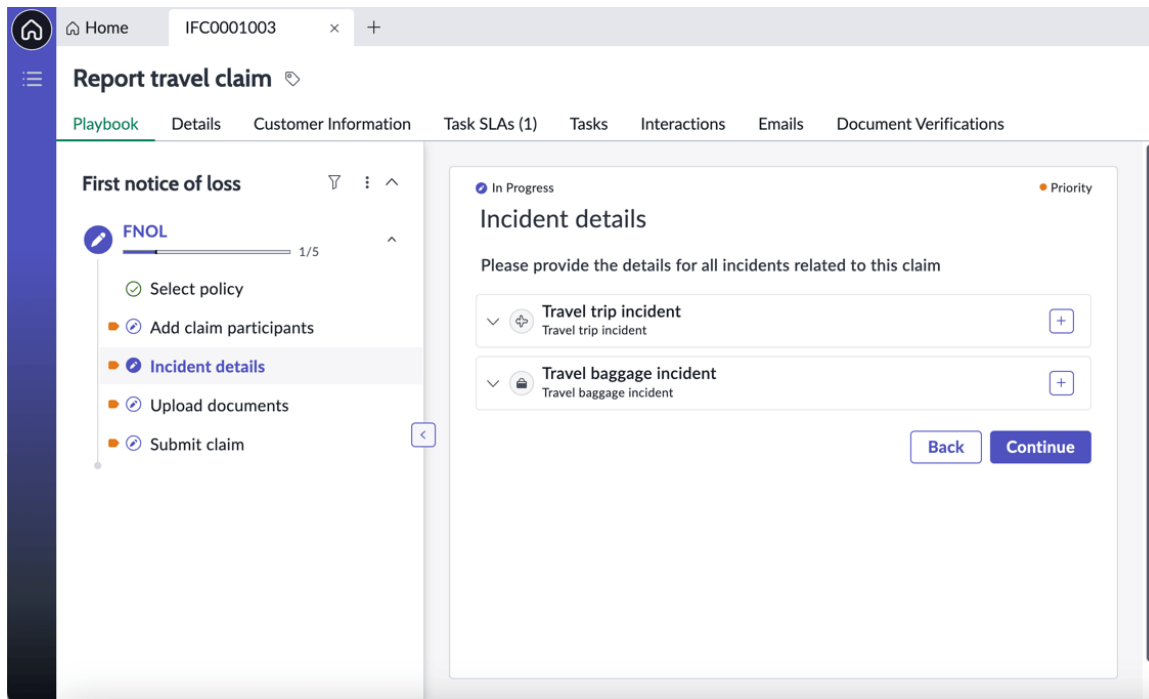 Home
IFC0001003
Report travel claim
Playbook
Details
Customer Information
Task SLAs (1)
Tasks
Interactions
Emails
Document Verifications
First notice of loss
FNOL
1/5
Select policy
Add claim participants
Incident details
Upload documents
Submit claim
In Progress
Priority
Incident details
Please provide the details for all incidents related to this claim
Travel trip incident
Travel trip incident
Travel baggage incident
Travel baggage incident
Back
Continue